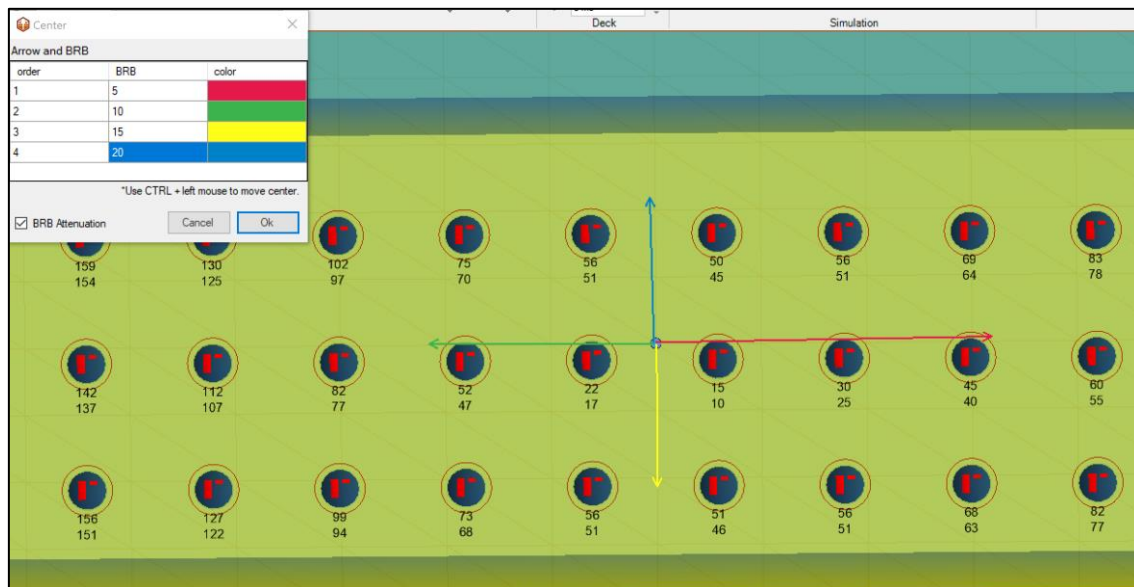 Deck
Simulation
Center
Arrow and BRB
order BRB color
1 5
2 10
3 15
4 20
*Use CTRL + left mouse to move center.
BRB Attenuation
Cancel Ok
159 130 102 75 56 50 56 69 83
154 125 97 70 51 45 51 64 78
142 112 82 52 22 15 30 45 60
137 107 77 47 17 10 25 40 55
156 127 99 73 56 51 56 68 82
151 122 94 68 51 46 51 63 77